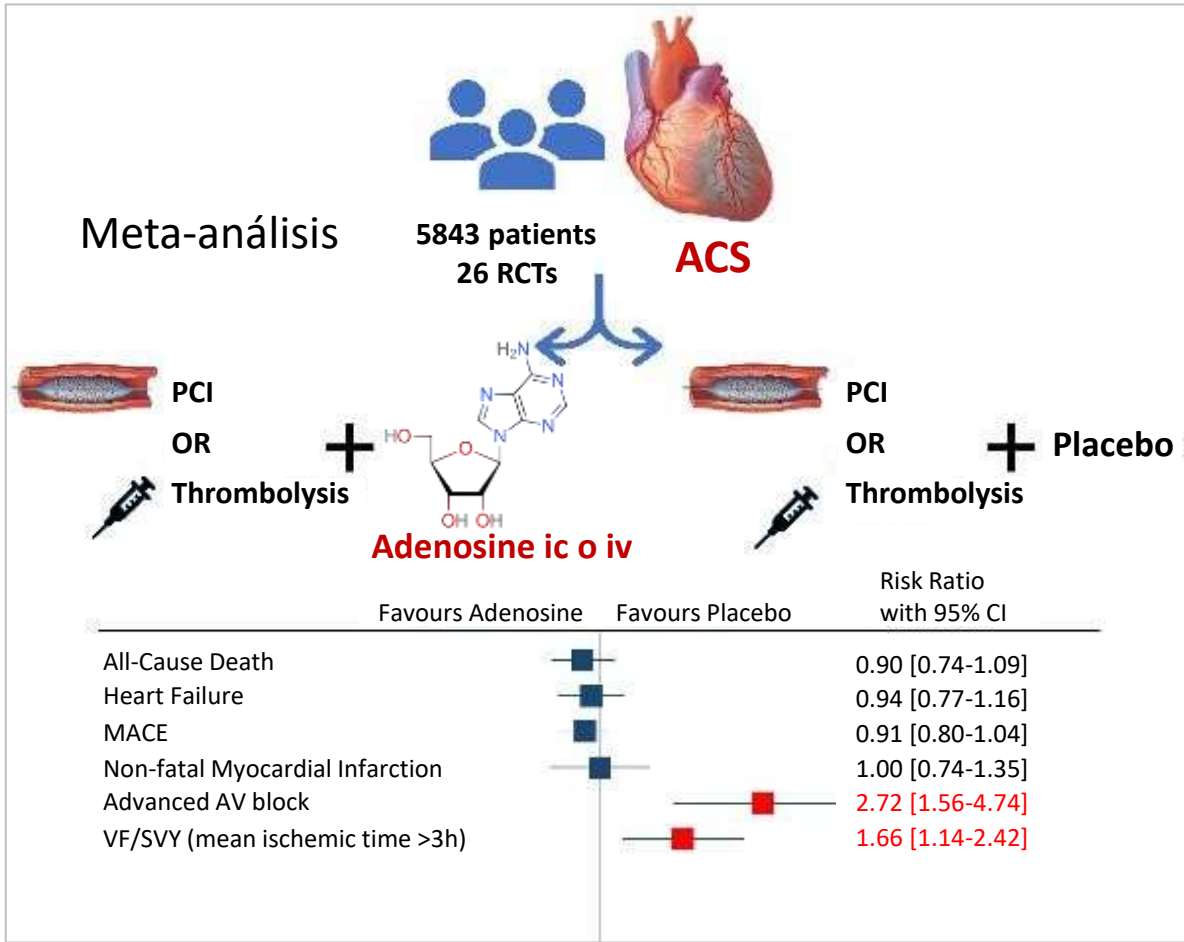 Meta-análisis
5843 patients
26 RCTs
ACS
PCI
OR
Thrombolysis
+
H₂N
N
N
N
N
HO
O
OH OH
Adenosine ic o iv
PCI
OR
Thrombolysis
+
Placebo
Favours Adenosine
Favours Placebo
Risk Ratio
with 95% CI
All-Cause Death 0.90 [0.74-1.09]
Heart Failure 0.94 [0.77-1.16]
MACE 0.91 [0.80-1.04]
Non-fatal Myocardial Infarction 1.00 [0.74-1.35]
Advanced AV block 2.72 [1.56-4.74]
VF/SVY (mean ischemic time >3h) 1.66 [1.14-2.42]